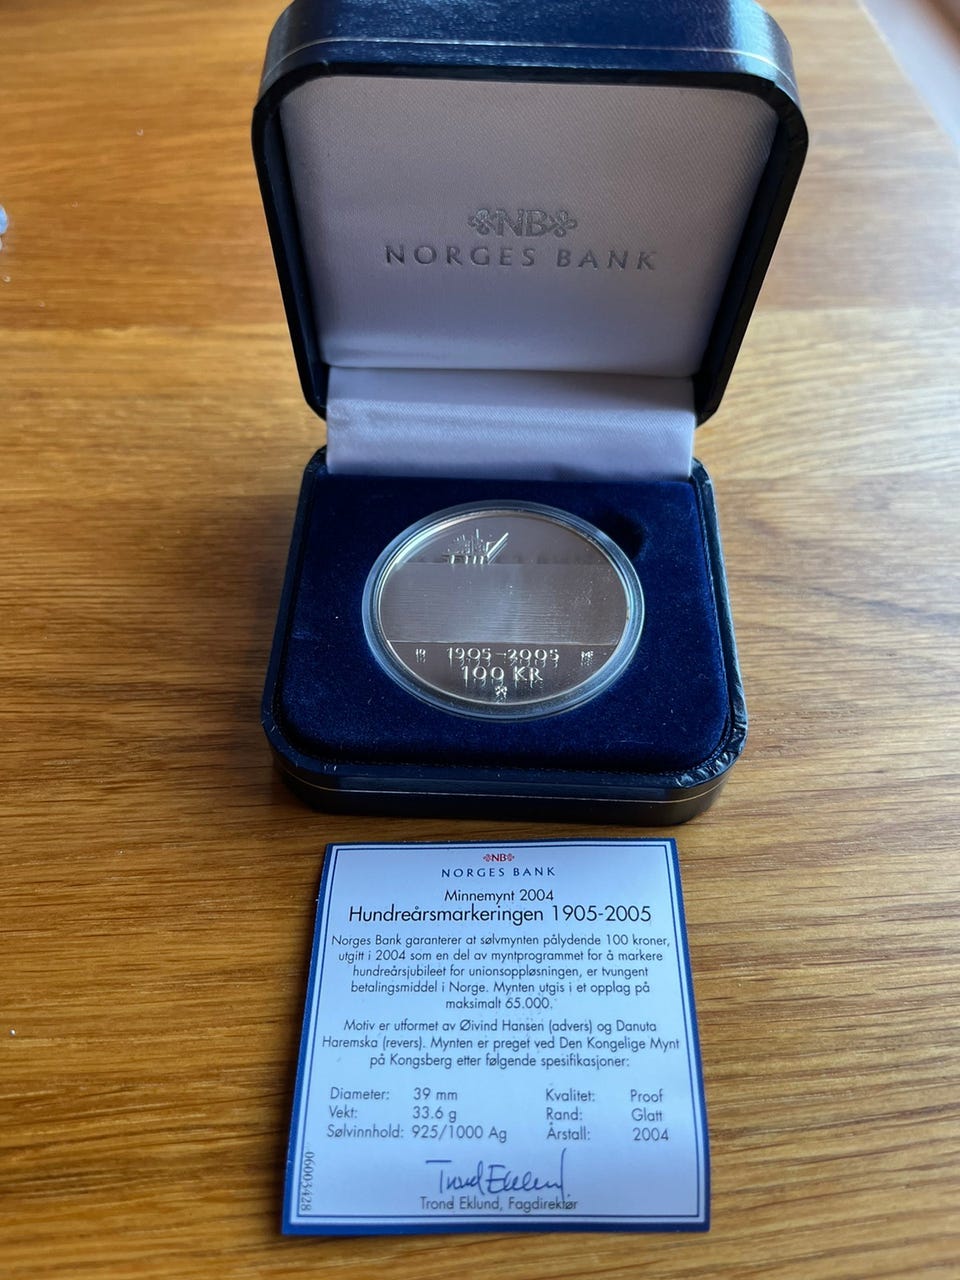 NB
NORGES BANK
1905-2005
100 KR
NB
NORGES BANK
Minnemynt 2004
Hundreårsmarkeringen 1905-2005
Norges Bank garanterer at sølvmynten pålydende 100 kroner,
utgitt i 2004 som en del av myntprogrammet for å markere
hundreårsjubileet for unionsoppløsningen, er tvungent
betalingsmiddel i Norge. Mynten utgis i et opplag på
maksimalt 65.000.
Motiv er utformet av Øivind Hansen (advers) og Danuta
Haremska (revers). Mynten er preget ved Den Kongelige Mynt
på Kongsberg etter følgende spesifikasjoner:
Diameter: 39 mm Kvalitet: Proof
Vekt: 33.6 g Rand: Glatt
Sølvinnhold: 925/1000 Ag Årstall: 2004
Trond Eklund
Trond Eklund, Fagdirektør
06003428